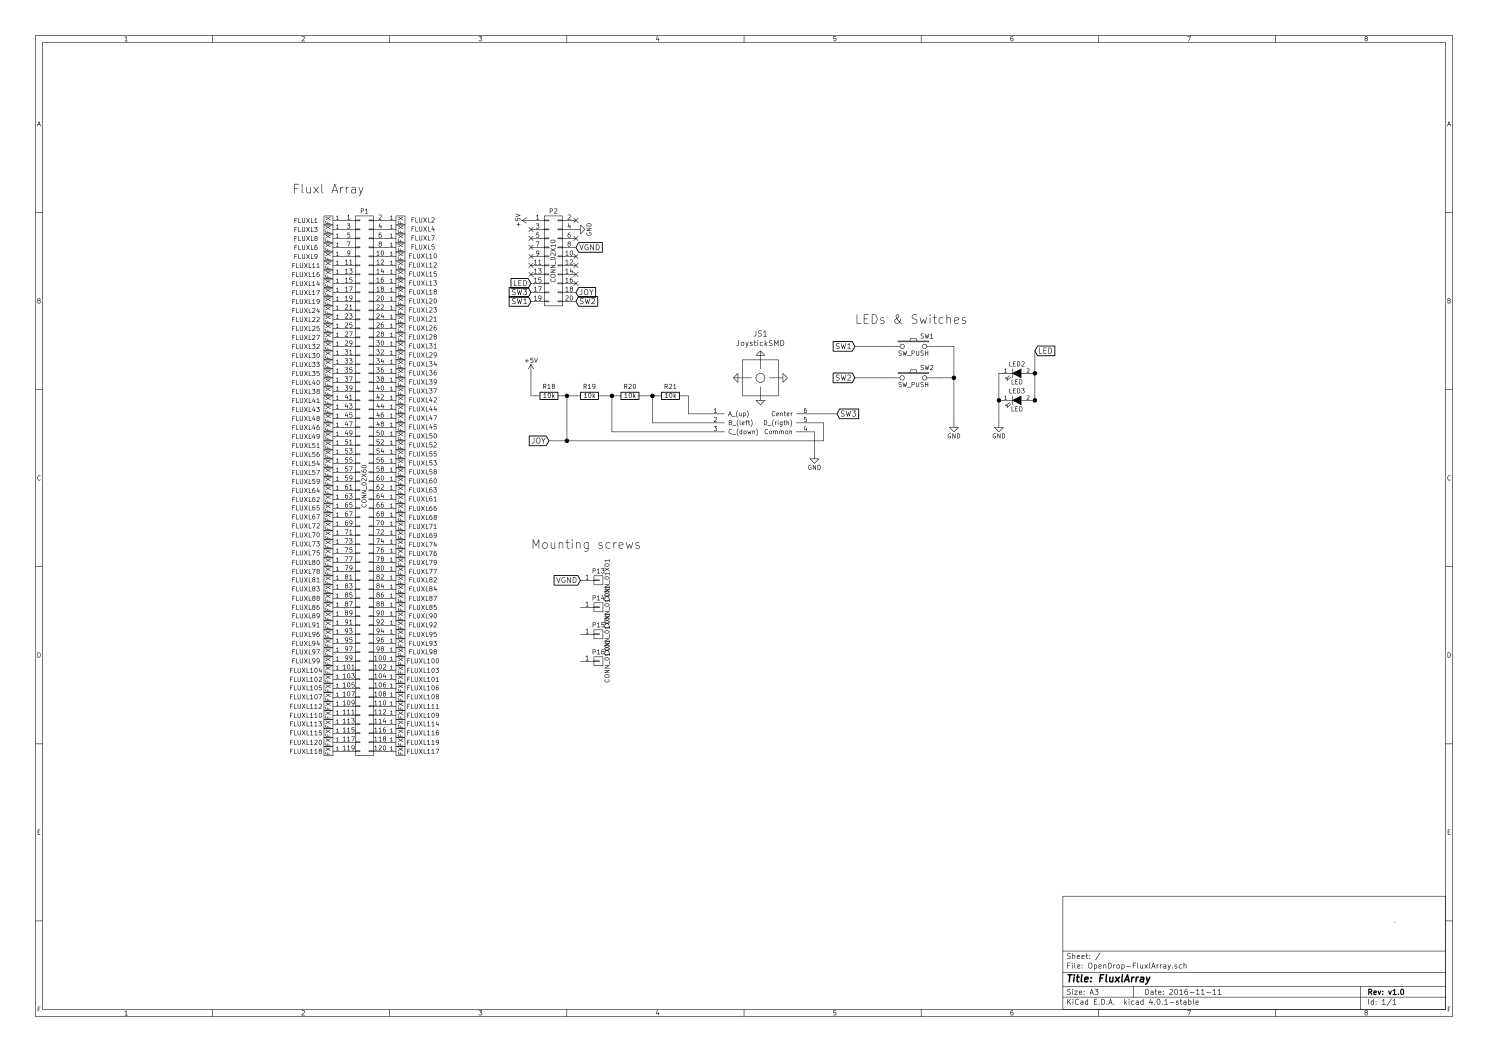 1 2 3 4 5 6 7 8
A A
B B
C C
D D
E E
F F
Fluxl Array
P1
CONN_02X60
FLUXL1 1 1 2 1 FLUXL2
FLUXL3 1 3 4 1 FLUXL4
FLUXL8 1 5 6 1 FLUXL7
FLUXL6 1 7 8 1 FLUXL5
FLUXL9 1 9 10 1 FLUXL10
FLUXL11 1 11 12 1 FLUXL12
FLUXL16 1 13 14 1 FLUXL15
FLUXL14 1 15 16 1 FLUXL13
FLUXL17 1 17 18 1 FLUXL18
FLUXL19 1 19 20 1 FLUXL20
FLUXL24 1 21 22 1 FLUXL23
FLUXL22 1 23 24 1 FLUXL21
FLUXL25 1 25 26 1 FLUXL26
FLUXL27 1 27 28 1 FLUXL28
FLUXL32 1 29 30 1 FLUXL31
FLUXL30 1 31 32 1 FLUXL29
FLUXL33 1 33 34 1 FLUXL34
FLUXL35 1 35 36 1 FLUXL36
FLUXL40 1 37 38 1 FLUXL39
FLUXL38 1 39 40 1 FLUXL37
FLUXL41 1 41 42 1 FLUXL42
FLUXL43 1 43 44 1 FLUXL44
FLUXL48 1 45 46 1 FLUXL47
FLUXL46 1 47 48 1 FLUXL45
FLUXL49 1 49 50 1 FLUXL50
FLUXL51 1 51 52 1 FLUXL52
FLUXL56 1 53 54 1 FLUXL55
FLUXL54 1 55 56 1 FLUXL53
FLUXL57 1 57 58 1 FLUXL58
FLUXL59 1 59 60 1 FLUXL60
FLUXL64 1 61 62 1 FLUXL63
FLUXL62 1 63 64 1 FLUXL61
FLUXL65 1 65 66 1 FLUXL66
FLUXL67 1 67 68 1 FLUXL68
FLUXL72 1 69 70 1 FLUXL71
FLUXL70 1 71 72 1 FLUXL69
FLUXL73 1 73 74 1 FLUXL74
FLUXL75 1 75 76 1 FLUXL76
FLUXL80 1 77 78 1 FLUXL79
FLUXL78 1 79 80 1 FLUXL77
FLUXL81 1 81 82 1 FLUXL82
FLUXL83 1 83 84 1 FLUXL84
FLUXL88 1 85 86 1 FLUXL87
FLUXL86 1 87 88 1 FLUXL85
FLUXL89 1 89 90 1 FLUXL90
FLUXL91 1 91 92 1 FLUXL92
FLUXL96 1 93 94 1 FLUXL95
FLUXL94 1 95 96 1 FLUXL93
FLUXL97 1 97 98 1 FLUXL98
FLUXL99 1 99 100 1 FLUXL100
FLUXL104 1 101 102 1 FLUXL103
FLUXL102 1 103 104 1 FLUXL101
FLUXL105 1 105 106 1 FLUXL106
FLUXL107 1 107 108 1 FLUXL108
FLUXL112 1 109 110 1 FLUXL111
FLUXL110 1 111 112 1 FLUXL109
FLUXL113 1 113 114 1 FLUXL114
FLUXL115 1 115 116 1 FLUXL116
FLUXL120 1 117 118 1 FLUXL119
FLUXL118 1 119 120 1 FLUXL117
P2
CONN_02X10
+5V 1 2
3 4 GND
5 6
7 8 VGND
9 10
11 12
13 14
LED 15 16
SW3 17 18 JOY
SW1 19 20 SW2
JS1
JoystickSMD
+5V
R18 R19 R20 R21
10k 10k 10k 10k
1 A_(up) Center 6 SW3
2 B_(left) D_(rigth) 5
3 C_(down) Common 4
JOY
GND
LEDs & Switches
SW1 SW1
SW_PUSH
SW2 SW2
SW_PUSH
GND
LED
LED2
1 2
LED
LED3
1 2
LED
GND
Mounting screws
VGND 1 P13 CONN_01X01
1 P14 CONN_01X01
1 P15 CONN_01X01
1 P16 CONN_01X01
Sheet: /
File: OpenDrop-FluxlArray.sch
Title: FluxlArray
Size: A3 Date: 2016-11-11 Rev: v1.0
KiCad E.D.A. kicad 4.0.1-stable Id: 1/1
1 2 3 4 5 6 7 8